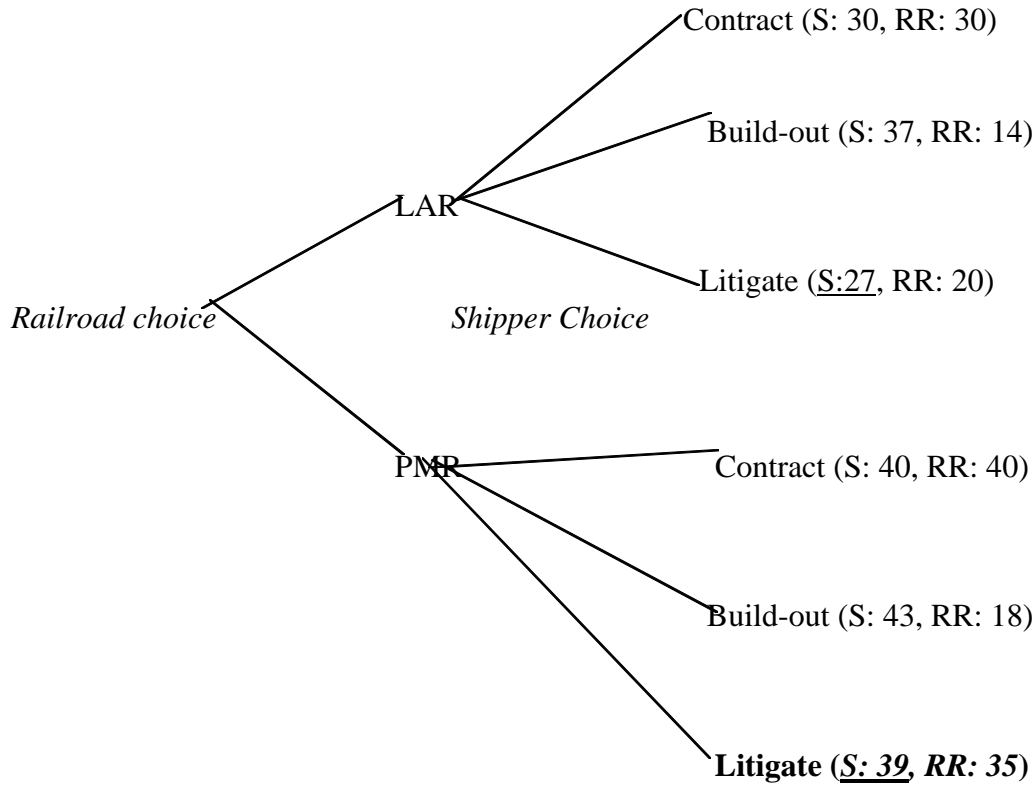 Contract (S: 30, RR: 30)
Build-out (S: 37, RR: 14)
LAR
Litigate (S:27, RR: 20)
Railroad choice
Shipper Choice
PMR
Contract (S: 40, RR: 40)
Build-out (S: 43, RR: 18)
Litigate (S: 39, RR: 35)